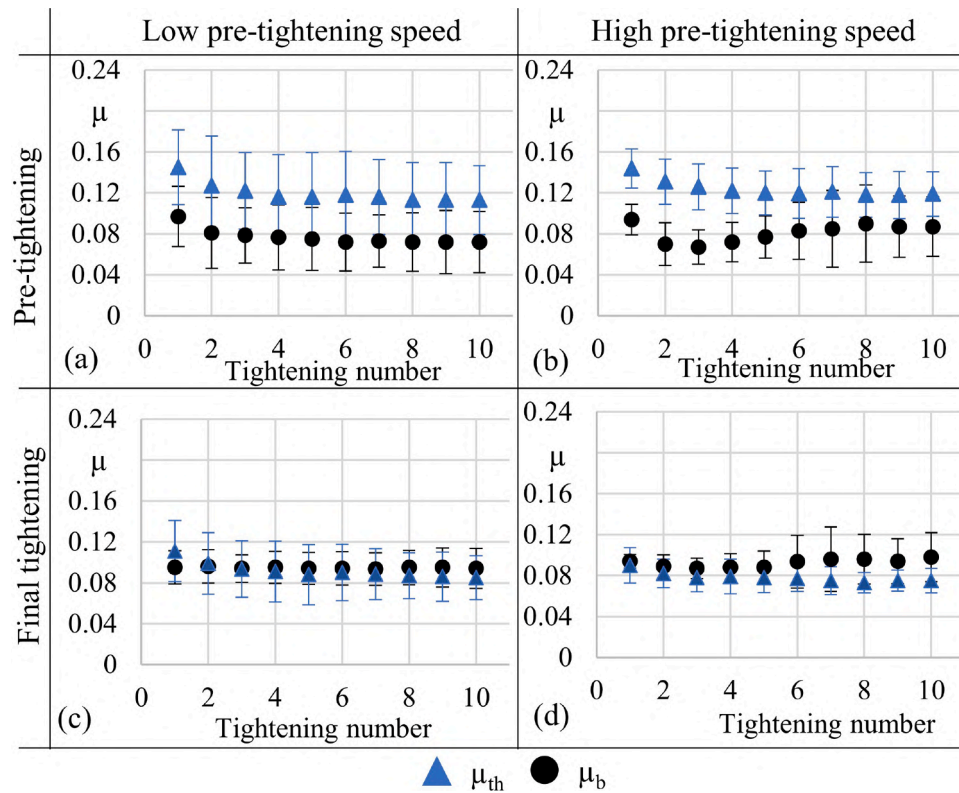 Low pre-tightening speed
High pre-tightening speed
Pre-tightening
0.24
μ
0.16
0.12
0.08
0.04
0
0 2 4 6 8 10
(a)
Tightening number
0.24
μ
0.16
0.12
0.08
0.04
0
0 2 4 6 8 10
(b)
Tightening number
Final tightening
0.24
μ
0.16
0.12
0.08
0.04
0
0 2 4 6 8 10
(c)
Tightening number
0.24
μ
0.16
0.12
0.08
0.04
0
0 2 4 6 8 10
(d)
Tightening number
μth μb